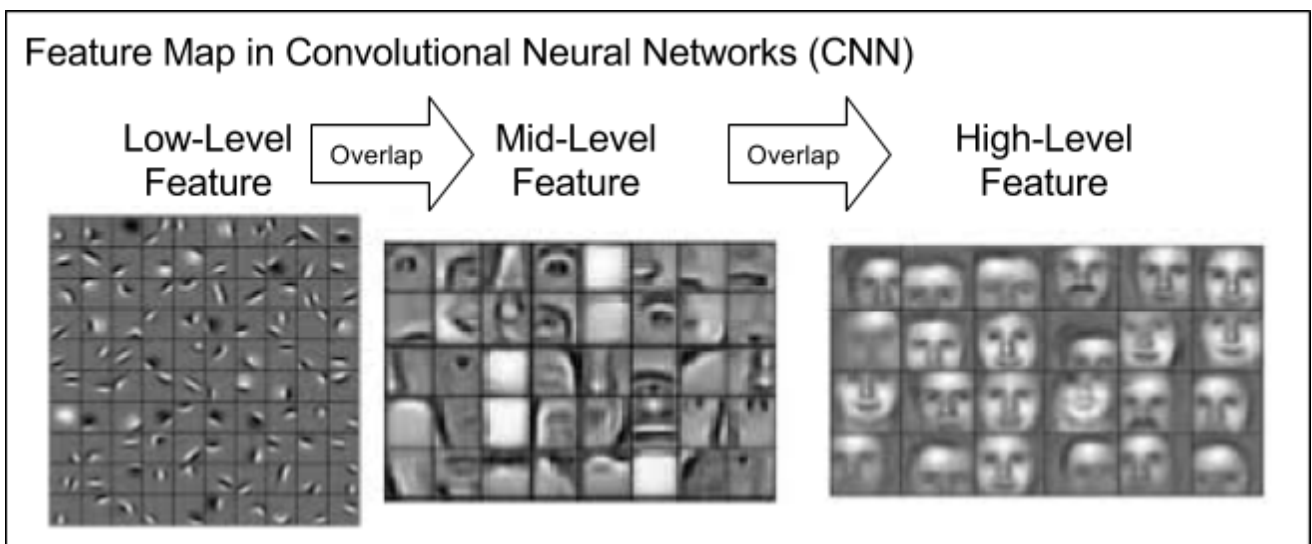 Feature Map in Convolutional Neural Networks (CNN)
Low-Level
Feature
Overlap
Mid-Level
Feature
Overlap
High-Level
Feature